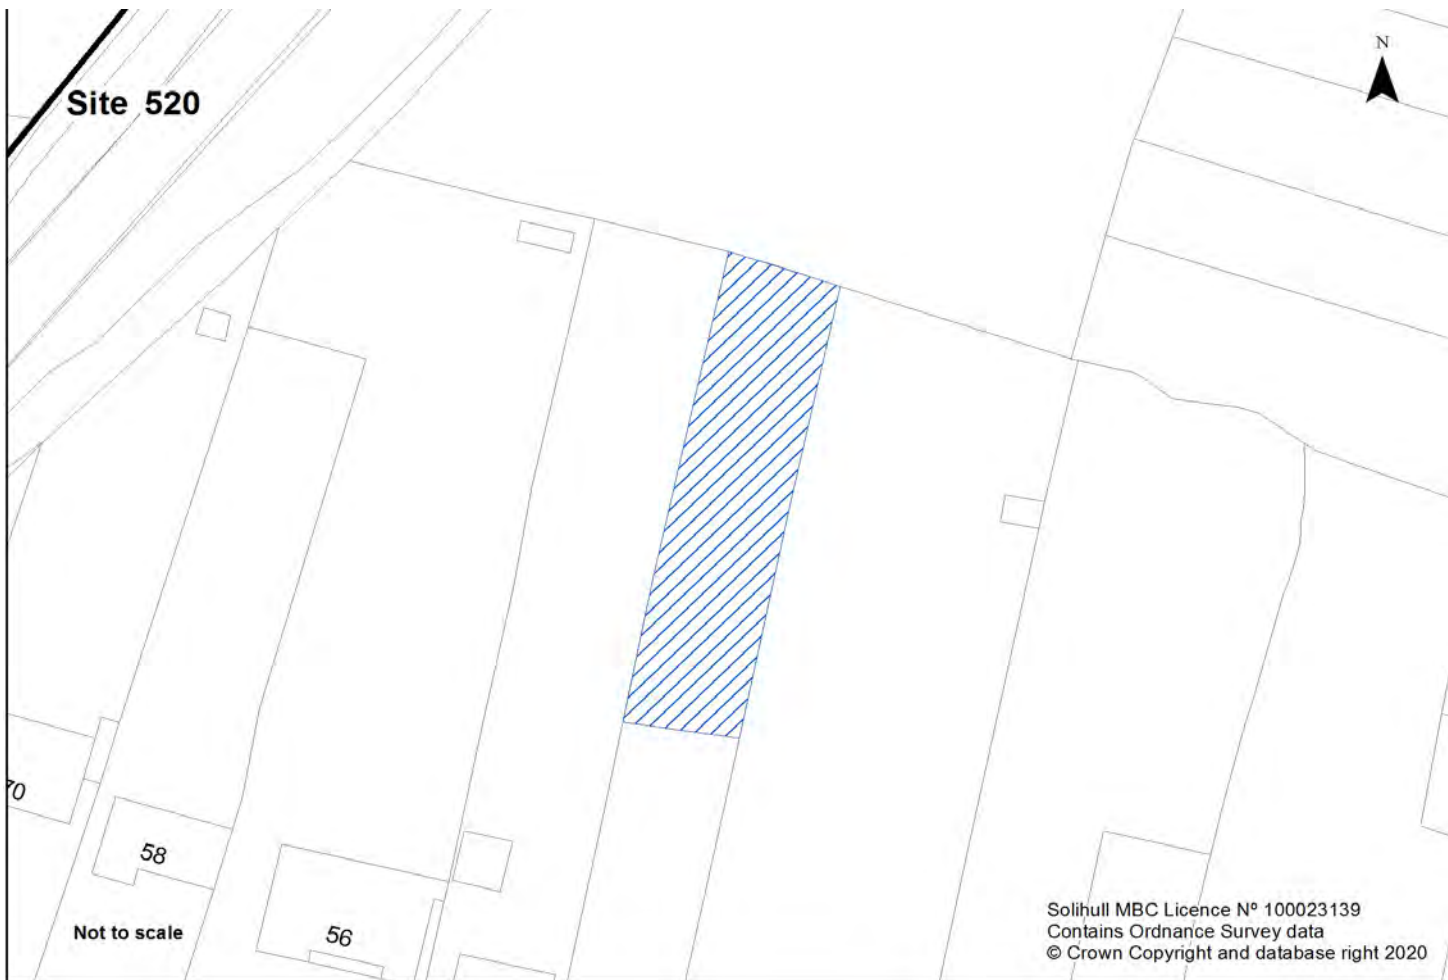 Site 520
N
70
58
56
Not to scale
Solihull MBC Licence Nº 100023139
Contains Ordnance Survey data
© Crown Copyright and database right 2020